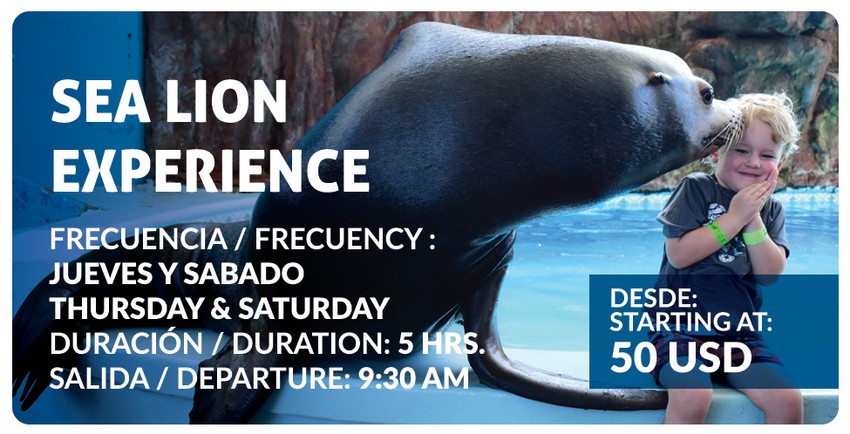 SEA LION
EXPERIENCE
FRECUENCIA / FRECUENCY :
JUEVES Y SABADO
THURSDAY & SATURDAY
DURACIÓN / DURATION: 5 HRS.
SALIDA / DEPARTURE: 9:30 AM
DESDE:
STARTING AT:
50 USD